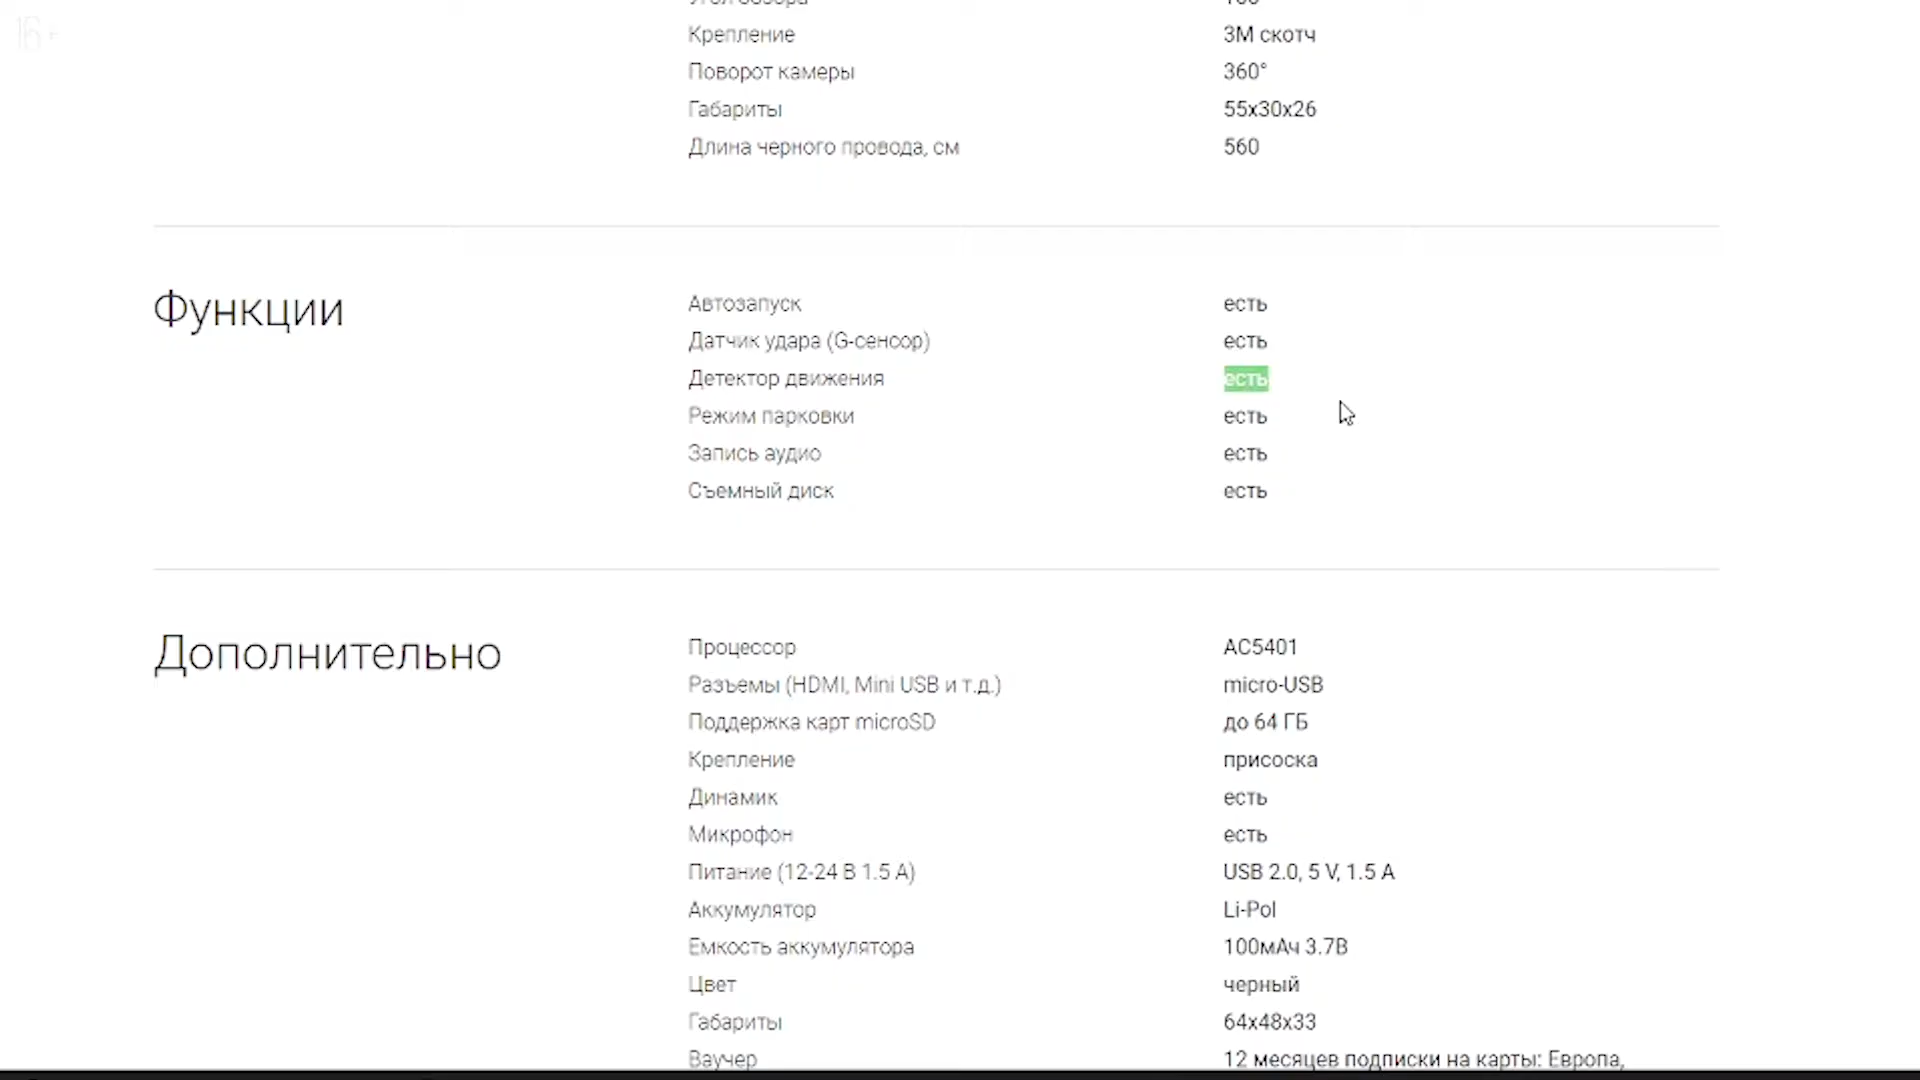 16+
Крепление 3М скотч
Поворот камеры 360°
Габариты 55x30x26
Длина черного провода, см 560
Функции
Автозапуск есть
Датчик удара (G-сенсор) есть
Детектор движения есть
Режим парковки есть
Запись аудио есть
Съемный диск есть
Дополнительно
Процессор AC5401
Разъемы (HDMI, Mini USB и т.д.) micro-USB
Поддержка карт microSD до 64 ГБ
Крепление присоска
Динамик есть
Микрофон есть
Питание (12-24 В 1.5 А) USB 2.0, 5 V, 1.5 A
Аккумулятор Li-Pol
Емкость аккумулятора 100мАч 3.7В
Цвет черный
Габариты 64x48x33
Ваучер 12 месяцев подписки на карты: Европа,